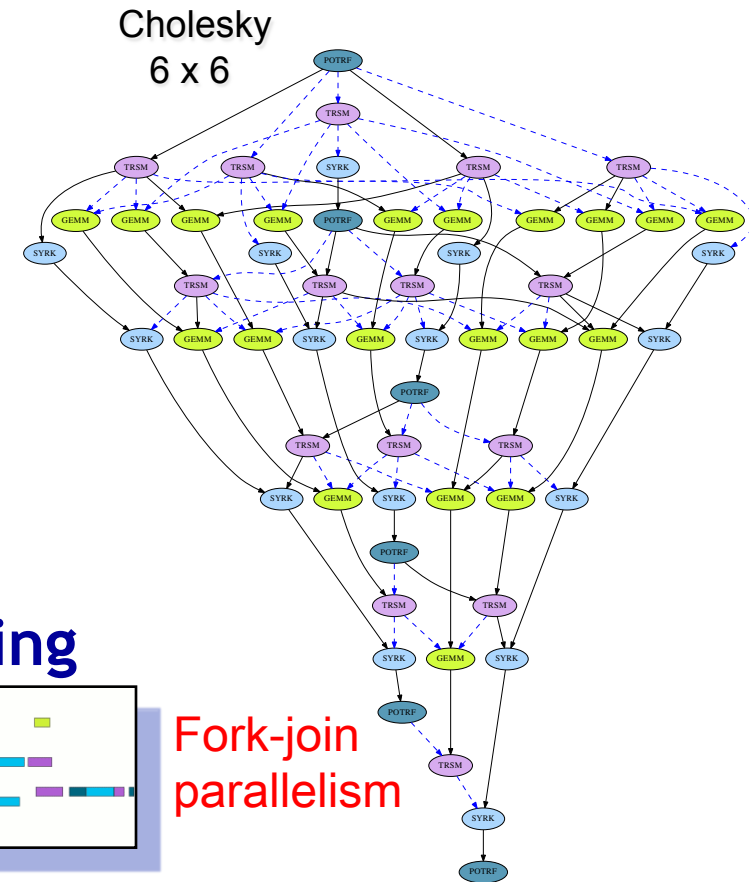 Cholesky
6 x 6
POTRF
TRSM
TRSM TRSM SYRK TRSM TRSM
GEMM GEMM GEMM GEMM POTRF GEMM GEMM GEMM GEMM GEMM GEMM
SYRK SYRK SYRK SYRK
TRSM TRSM TRSM TRSM
SYRK GEMM GEMM SYRK GEMM SYRK GEMM GEMM GEMM SYRK
POTRF
TRSM TRSM TRSM
SYRK GEMM SYRK GEMM GEMM SYRK
POTRF
TRSM TRSM
SYRK GEMM SYRK
POTRF
TRSM
SYRK
POTRF
ing
Fork-join
parallelism